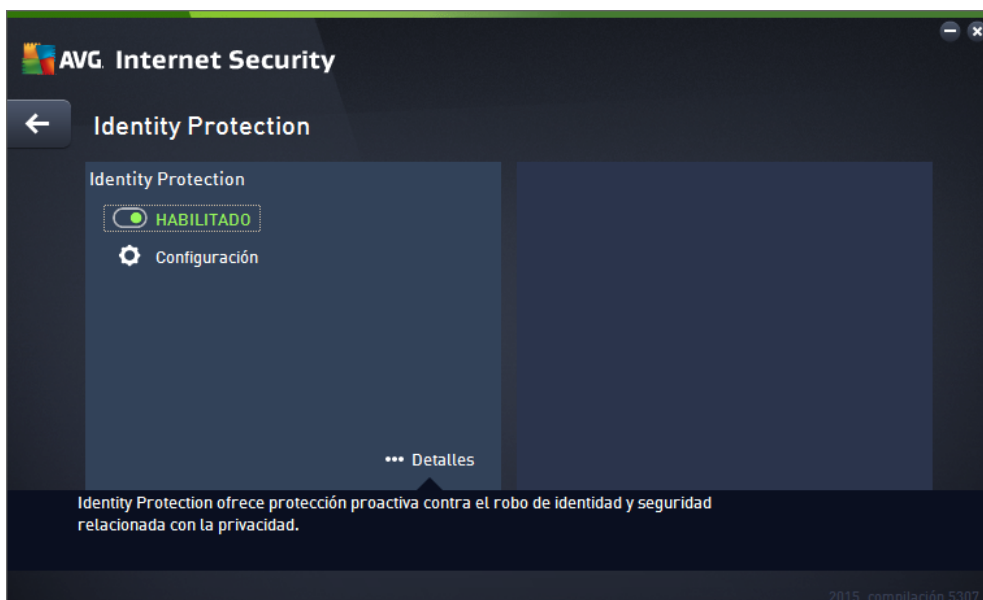 AVG. Internet Security
Identity Protection
Identity Protection
HABILITADO
Configuración
••• Detalles
Identity Protection ofrece protección proactiva contra el robo de identidad y seguridad
relacionada con la privacidad.
2015, compilación 5307